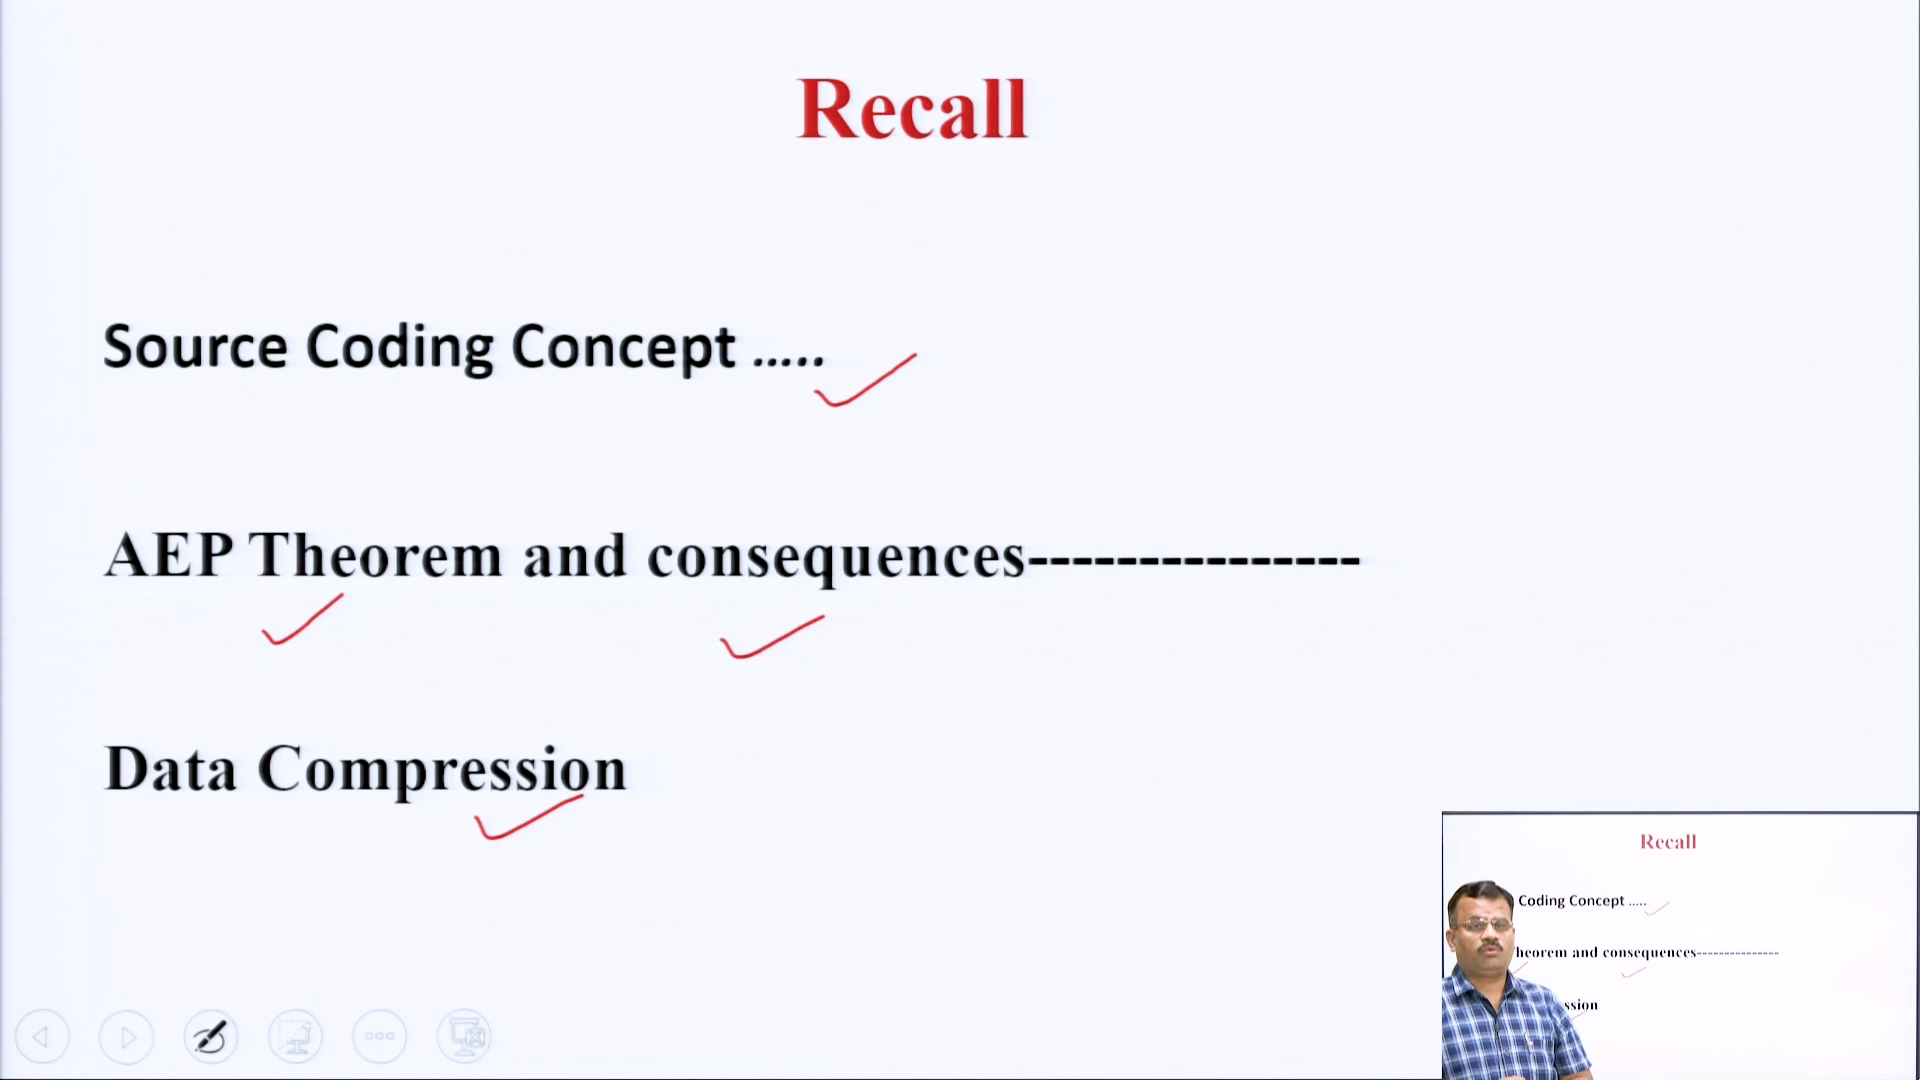 Recall
Source Coding Concept .....
AEP Theorem and consequences---------------
Data Compression
Recall
Coding Concept .....
heorem and consequences---------------
ssion